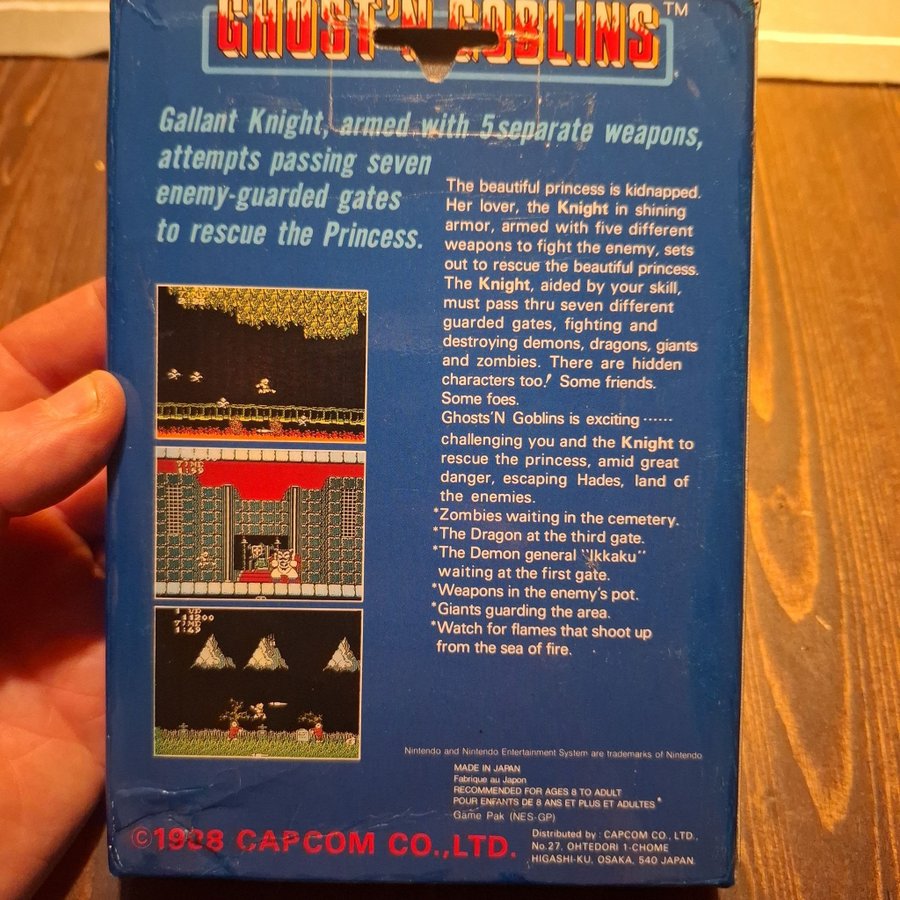 GHOST'N GOBLINS™
Gallant Knight, armed with 5 separate weapons,
attempts passing seven
enemy-guarded gates
to rescue the Princess.
The beautiful princess is kidnapped.
Her lover, the Knight in shining
armor, armed with five different
weapons to fight the enemy, sets
out to rescue the beautiful princess.
The Knight, aided by your skill,
must pass thru seven different
guarded gates, fighting and
destroying demons, dragons, giants
and zombies. There are hidden
characters too! Some friends.
Some foes.
Ghosts'N Goblins is exciting ······
challenging you and the Knight to
rescue the princess, amid great
danger, escaping Hades, land of
the enemies.
*Zombies waiting in the cemetery.
*The Dragon at the third gate.
*The Demon general "Ikkaku"
waiting at the first gate.
*Weapons in the enemy's pot.
*Giants guarding the area.
*Watch for flames that shoot up
from the sea of fire.
TIME
1:59
1 UP
11200
TIME
1:49
Nintendo and Nintendo Entertainment System are trademarks of Nintendo
MADE IN JAPAN
Fabrique au Japon
RECOMMENDED FOR AGES 8 TO ADULT
POUR ENFANTS DE 8 ANS ET PLUS ET ADULTES*
Game Pak (NES-GP)
©1988 CAPCOM CO.,LTD.
Distributed by : CAPCOM CO., LTD.,
No.27, OHTEDORI 1-CHOME
HIGASHI-KU, OSAKA, 540 JAPAN.